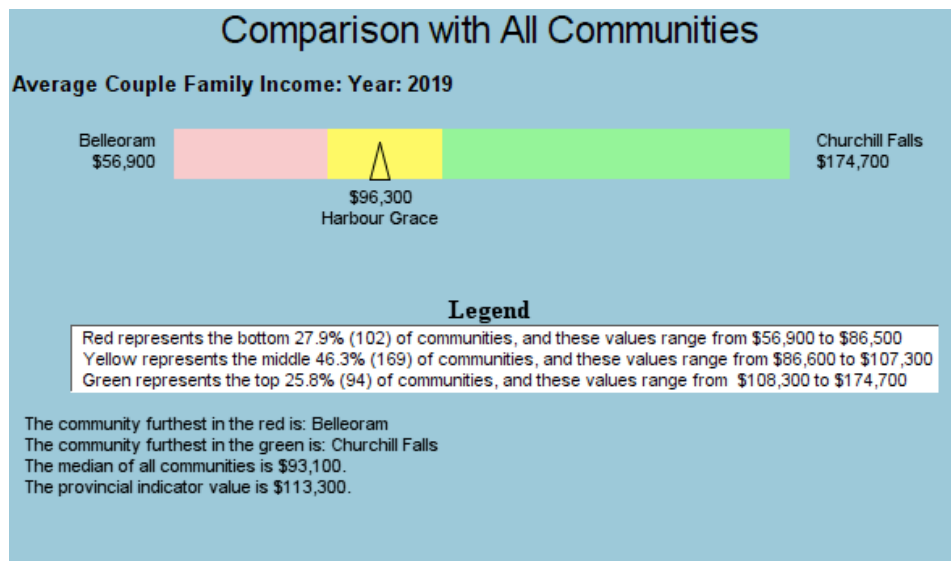 Comparison with All Communities
Average Couple Family Income: Year: 2019
Belleoram
$56,900
Churchill Falls
$174,700
$96,300
Harbour Grace
Legend
Red represents the bottom 27.9% (102) of communities, and these values range from $56,900 to $86,500
Yellow represents the middle 46.3% (169) of communities, and these values range from $86,600 to $107,300
Green represents the top 25.8% (94) of communities, and these values range from $108,300 to $174,700
The community furthest in the red is: Belleoram
The community furthest in the green is: Churchill Falls
The median of all communities is $93,100.
The provincial indicator value is $113,300.